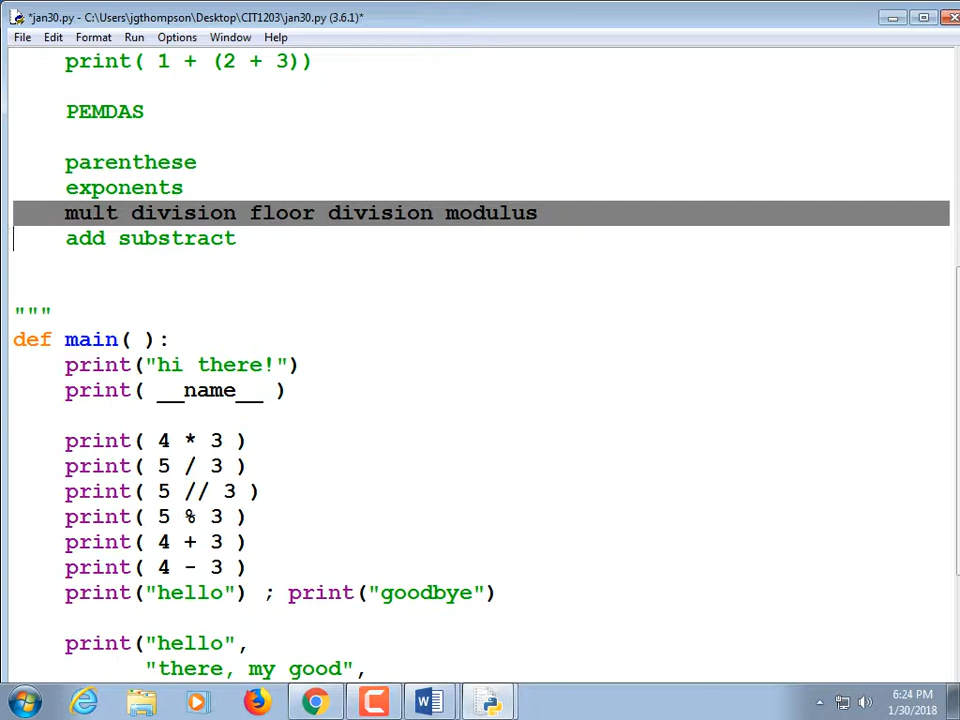 *jan30.py - C:\Users\jgthompson\Desktop\CIT1203\jan30.py (3.6.1)*
File Edit Format Run Options Window Help
print( 1 + (2 + 3))
PEMDAS
parenthese
exponents
mult division floor division modulus
add substract
"""
def main( ):
print("hi there!")
print( __name__ )
print( 4 * 3 )
print( 5 / 3 )
print( 5 // 3 )
print( 5 % 3 )
print( 4 + 3 )
print( 4 - 3 )
print("hello") ; print("goodbye")
print("hello",
"there, my good",
6:24 PM
1/30/2018